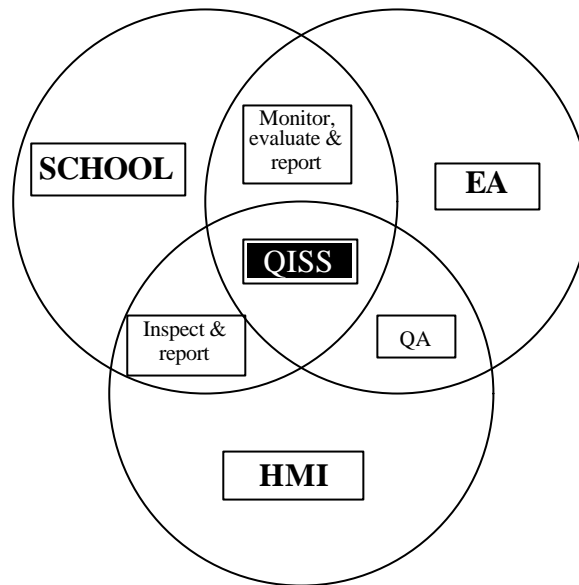 Monitor,
evaluate &
report
SCHOOL
EA
QISS
Inspect &
report
QA
HMI